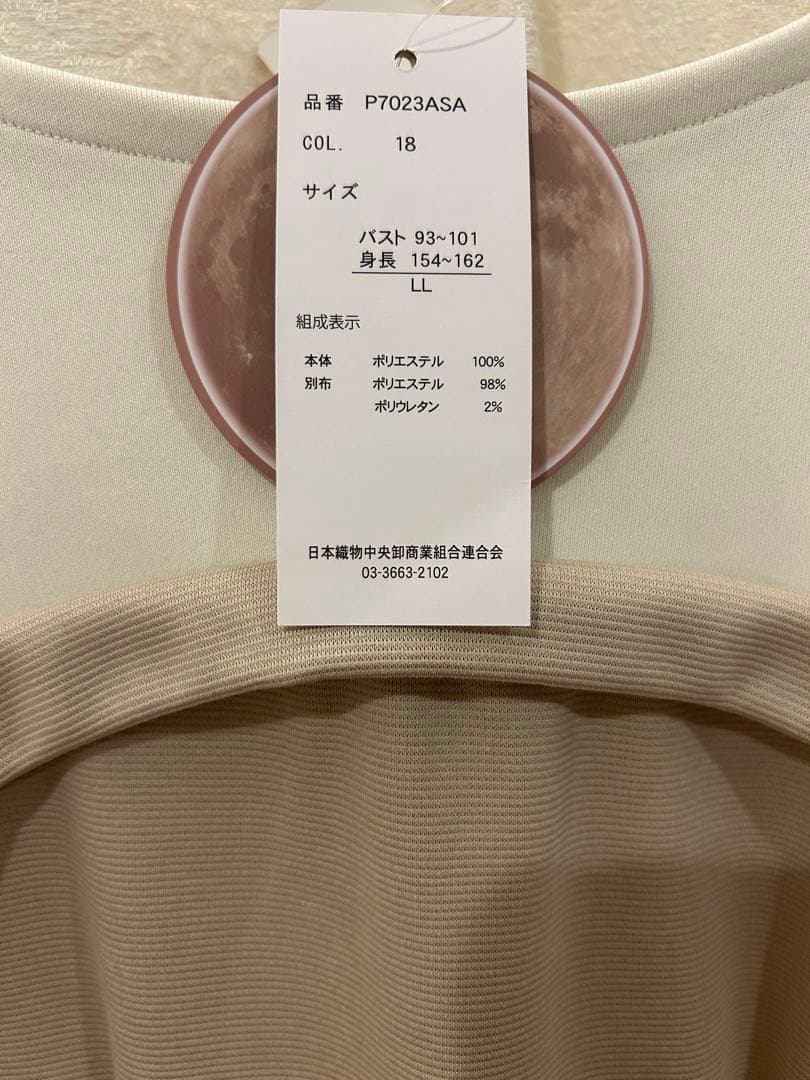 品番 P7023ASA
COL. 18
サイズ
バスト 93~101
身長 154~162
LL
組成表示
本体 ポリエステル 100%
別布 ポリエステル 98%
ポリウレタン 2%
日本織物中央卸商業組合連合会
03-3663-2102